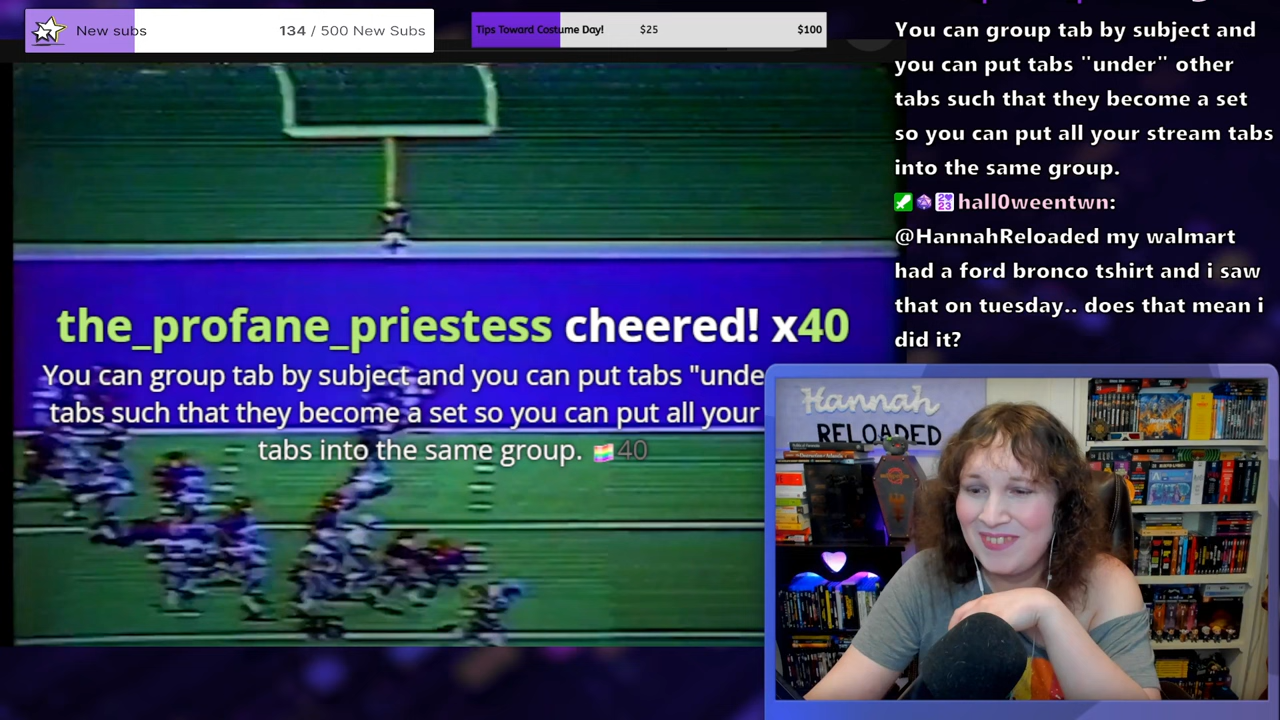 New subs
134 / 500 New Subs
Tips Toward Costume Day!
$25
$100
You can group tab by subject and
you can put tabs "under" other
tabs such that they become a set
so you can put all your stream tabs
into the same group.
hall0weentwn:
@HannahReloaded my walmart
had a ford bronco tshirt and i saw
that on tuesday.. does that mean i
did it?
the_profane_priestess cheered! x40
You can group tab by subject and you can put tabs "unde
tabs such that they become a set so you can put all your
tabs into the same group. 40
Hannah
RELOADED